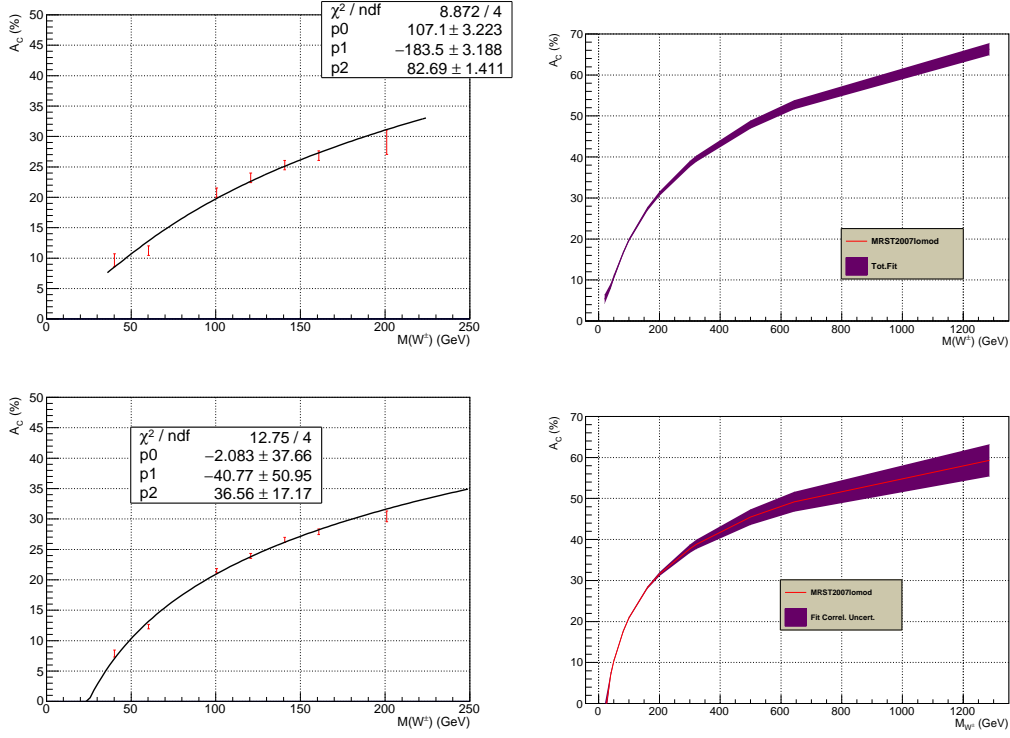 χ² / ndf 8.872 / 4
p0 107.1 ± 3.223
p1 −183.5 ± 3.188
p2 82.69 ± 1.411
A_C (%)
50
45
40
35
30
25
20
15
10
5
0
0 50 100 150 200 250
M(W±) (GeV)
A_C (%)
70
60
50
40
30
20
10
0
MRST2007lomod
Tot.Fit
0 200 400 600 800 1000 1200
M(W±) (GeV)
A_C (%)
50
45
40
35
30
25
20
15
10
5
0
χ² / ndf 12.75 / 4
p0 −2.083 ± 37.66
p1 −40.77 ± 50.95
p2 36.56 ± 17.17
0 50 100 150 200 250
M(W±) (GeV)
A_C (%)
70
60
50
40
30
20
10
0
MRST2007lomod
Fit Correl. Uncert.
0 200 400 600 800 1000 1200
M_W± (GeV)